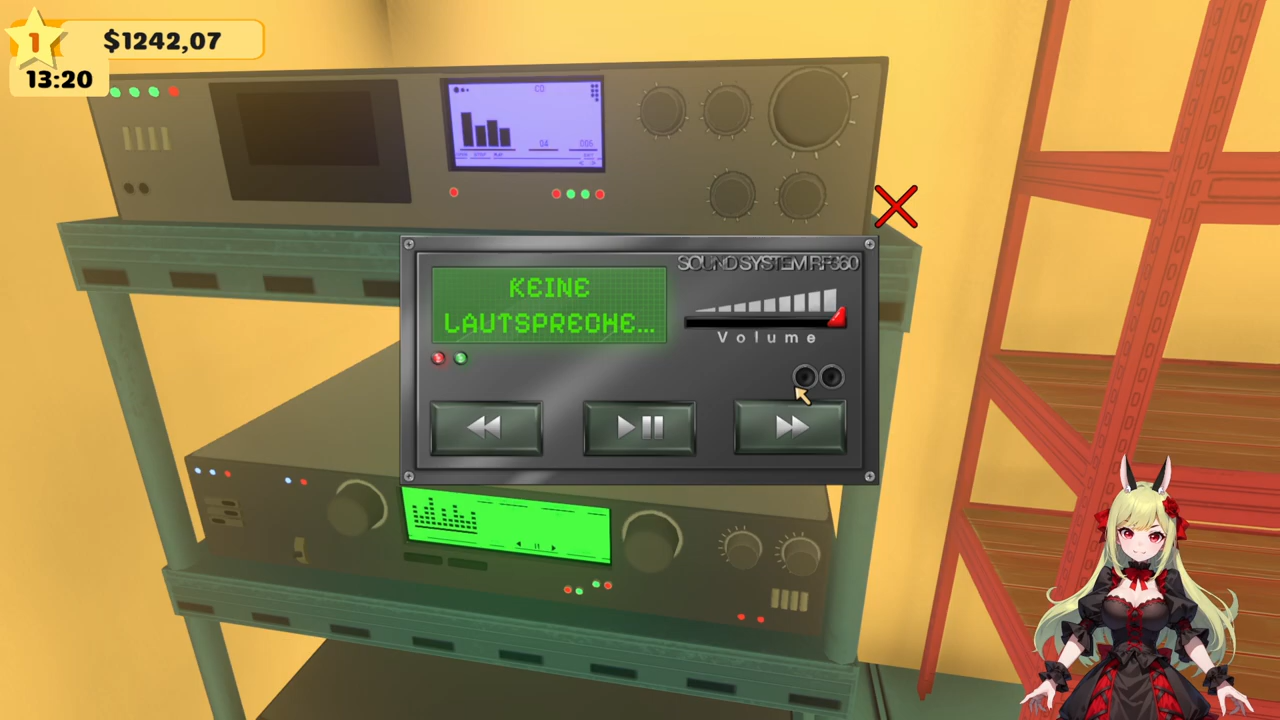 1
$1242,07
13:20
SOUND SYSTEM RF360
KEINE
LAUTSPRECHE...
Volume